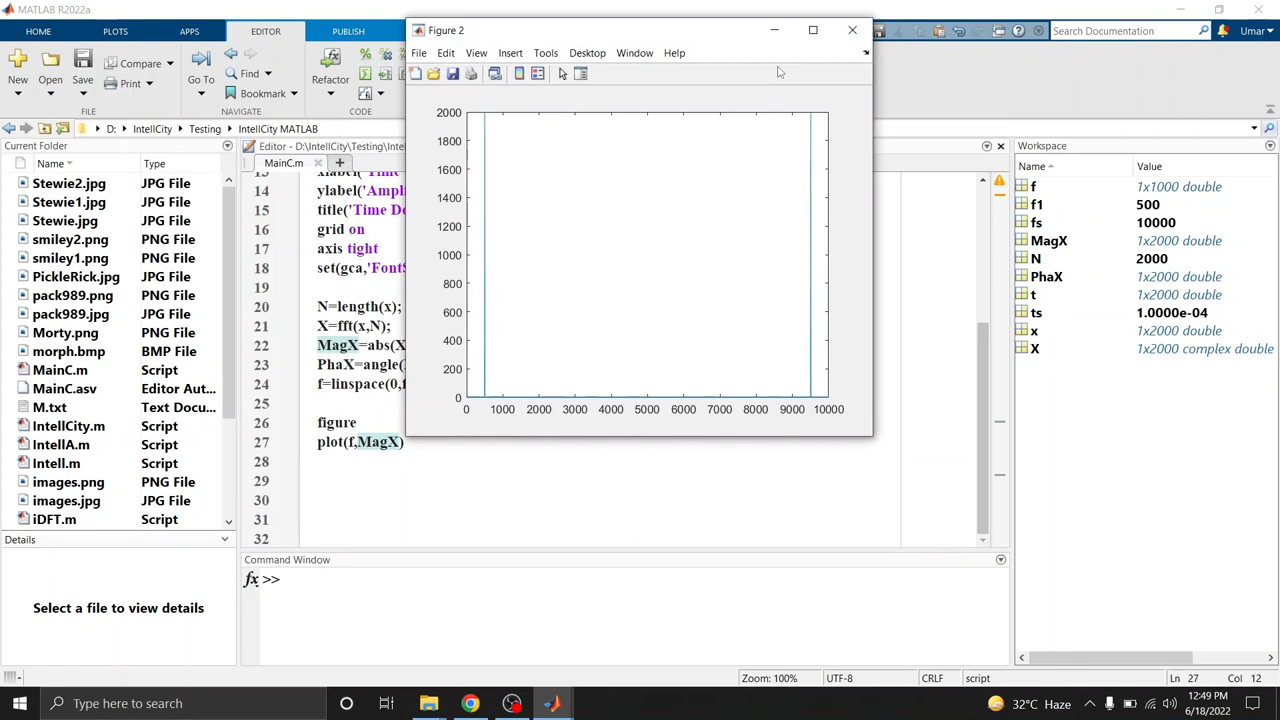 MATLAB R2022a
HOME PLOTS APPS EDITOR PUBLISH
Search Documentation
Umar
New Open Save
Compare
Print
Go To
Find
Bookmark
Refactor
FILE NAVIGATE CODE
D: IntellCity Testing IntellCity MATLAB
Current Folder
Name Type
Stewie2.jpg JPG File
Stewie1.jpg JPG File
Stewie.jpg JPG File
smiley2.png PNG File
smiley1.png PNG File
PickleRick.jpg JPG File
pack989.png PNG File
pack989.jpg JPG File
Morty.png PNG File
morph.bmp BMP File
MainC.m Script
MainC.asv Editor Aut...
M.txt Text Docu...
IntellCity.m Script
IntellA.m Script
Intell.m Script
images.png PNG File
images.jpg JPG File
iDFT.m Script
Details
Select a file to view details
Editor - D:\IntellCity\Testing\Inte
MainC.m
13 xlabel('Time
14 ylabel('Ampl
15 title('Time Do
16 grid on
17 axis tight
18 set(gca,'FontS
19
20 N=length(x);
21 X=fft(x,N);
22 MagX=abs(X
23 PhaX=angle(
24 f=linspace(0,f
25
26 figure
27 plot(f,MagX)
28
29
30
31
32
Figure 2
File Edit View Insert Tools Desktop Window Help
2000
1800
1600
1400
1200
1000
800
600
400
200
0
0 1000 2000 3000 4000 5000 6000 7000 8000 9000 10000
Command Window
fx >>
Workspace
Name Value
f 1x1000 double
f1 500
fs 10000
MagX 1x2000 double
N 2000
PhaX 1x2000 double
t 1x2000 double
ts 1.0000e-04
x 1x2000 double
X 1x2000 complex double
Zoom: 100% UTF-8 CRLF script Ln 27 Col 12
Type here to search
32°C Haze
12:49 PM
6/18/2022